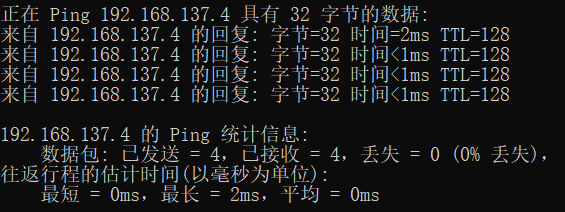 正在 Ping 192.168.137.4 具有 32 字节的数据:
来自 192.168.137.4 的回复: 字节=32 时间=2ms TTL=128
来自 192.168.137.4 的回复: 字节=32 时间<1ms TTL=128
来自 192.168.137.4 的回复: 字节=32 时间<1ms TTL=128
来自 192.168.137.4 的回复: 字节=32 时间<1ms TTL=128
192.168.137.4 的 Ping 统计信息:
数据包: 已发送 = 4，已接收 = 4，丢失 = 0 (0% 丢失)，
往返行程的估计时间(以毫秒为单位):
最短 = 0ms，最长 = 2ms，平均 = 0ms